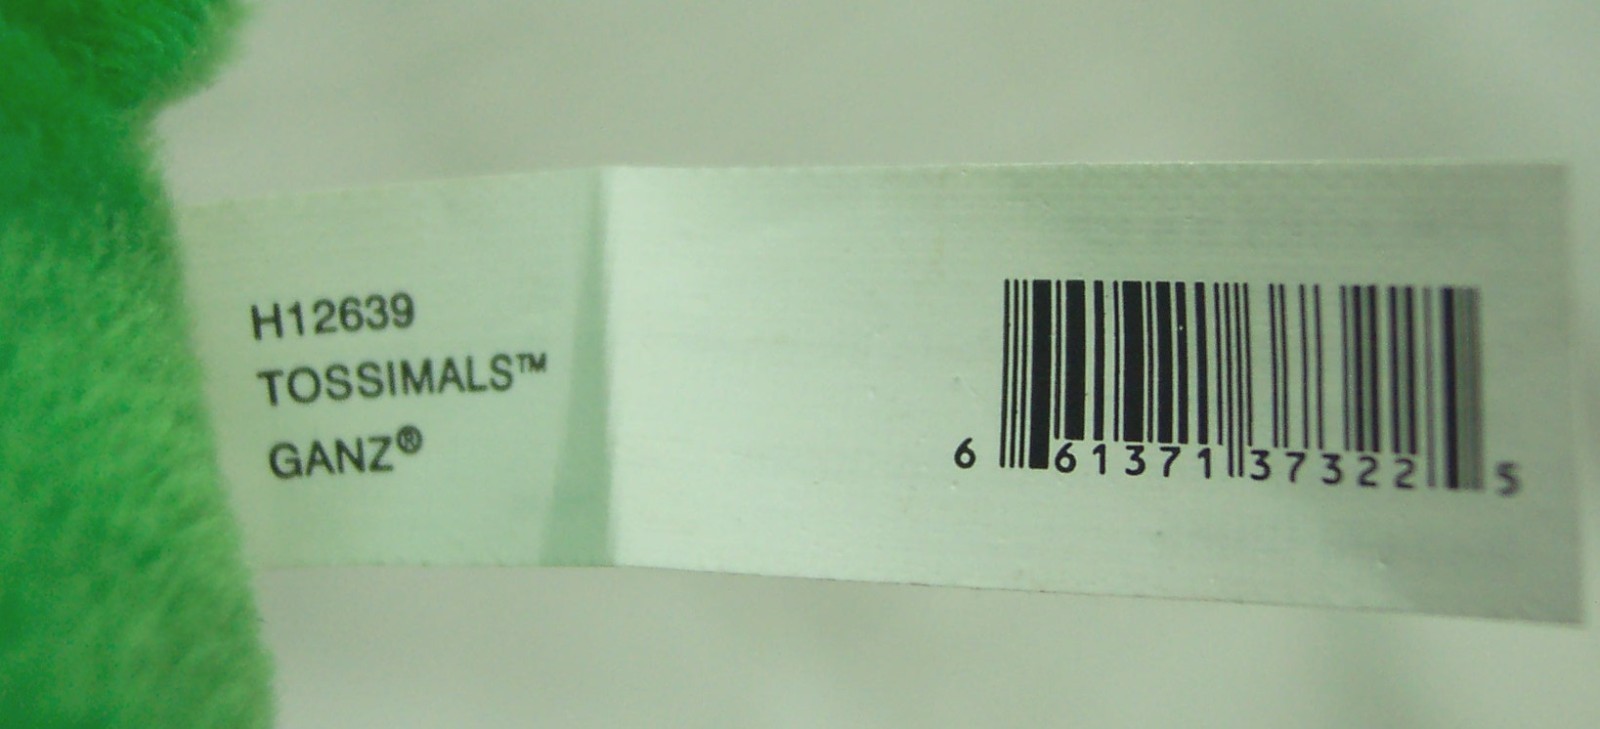 H12639
TOSSIMALS™
GANZ®
6 61371 37322 5